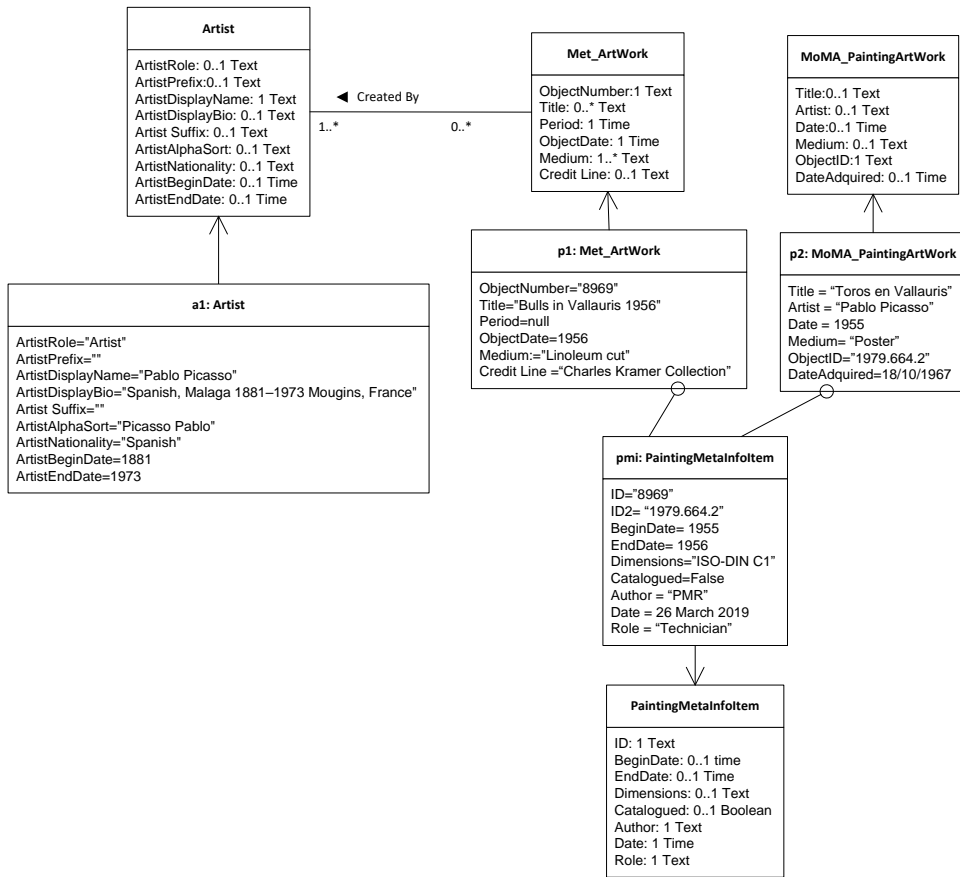 Artist
ArtistRole: 0..1 Text
ArtistPrefix:0..1 Text
ArtistDisplayName: 1 Text
ArtistDisplayBio: 0..1 Text
Artist Suffix: 0..1 Text
ArtistAlphaSort: 0..1 Text
ArtistNationality: 0..1 Text
ArtistBeginDate: 0..1 Time
ArtistEndDate: 0..1 Time
◄ Created By
1..*
0..*
Met_ArtWork
ObjectNumber:1 Text
Title: 0..* Text
Period: 1 Time
ObjectDate: 1 Time
Medium: 1..* Text
Credit Line: 0..1 Text
MoMA_PaintingArtWork
Title:0..1 Text
Artist: 0..1 Text
Date:0..1 Time
Medium: 0..1 Text
ObjectID:1 Text
DateAdquired: 0..1 Time
a1: Artist
ArtistRole="Artist"
ArtistPrefix=""
ArtistDisplayName="Pablo Picasso"
ArtistDisplayBio="Spanish, Malaga 1881–1973 Mougins, France"
Artist Suffix=""
ArtistAlphaSort="Picasso Pablo"
ArtistNationality="Spanish"
ArtistBeginDate=1881
ArtistEndDate=1973
p1: Met_ArtWork
ObjectNumber="8969"
Title="Bulls in Vallauris 1956"
Period=null
ObjectDate=1956
Medium:="Linoleum cut"
Credit Line =“Charles Kramer Collection”
p2: MoMA_PaintingArtWork
Title = “Toros en Vallauris”
Artist = “Pablo Picasso”
Date = 1955
Medium= “Poster”
ObjectID=”1979.664.2”
DateAdquired=18/10/1967
pmi: PaintingMetaInfoItem
ID=”8969”
ID2= “1979.664.2”
BeginDate= 1955
EndDate= 1956
Dimensions=”ISO-DIN C1”
Catalogued=False
Author = “PMR”
Date = 26 March 2019
Role = “Technician”
PaintingMetaInfoItem
ID: 1 Text
BeginDate: 0..1 time
EndDate: 0..1 Time
Dimensions: 0..1 Text
Catalogued: 0..1 Boolean
Author: 1 Text
Date: 1 Time
Role: 1 Text